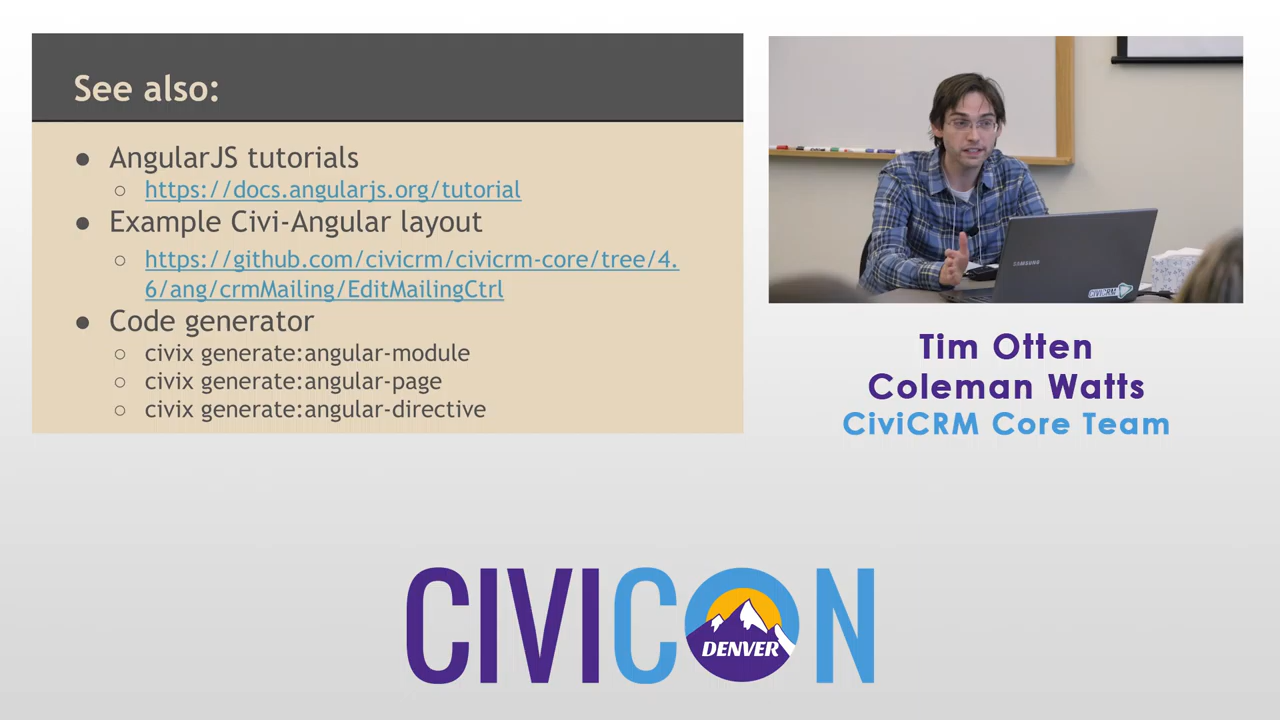 See also:
● AngularJS tutorials
○ https://docs.angularjs.org/tutorial
● Example Civi-Angular layout
○ https://github.com/civicrm/civicrm-core/tree/4.
6/ang/crmMailing/EditMailingCtrl
● Code generator
○ civix generate:angular-module
○ civix generate:angular-page
○ civix generate:angular-directive
SAMSUNG
CIVICRM
Tim Otten
Coleman Watts
CiviCRM Core Team
CIVICON
DENVER